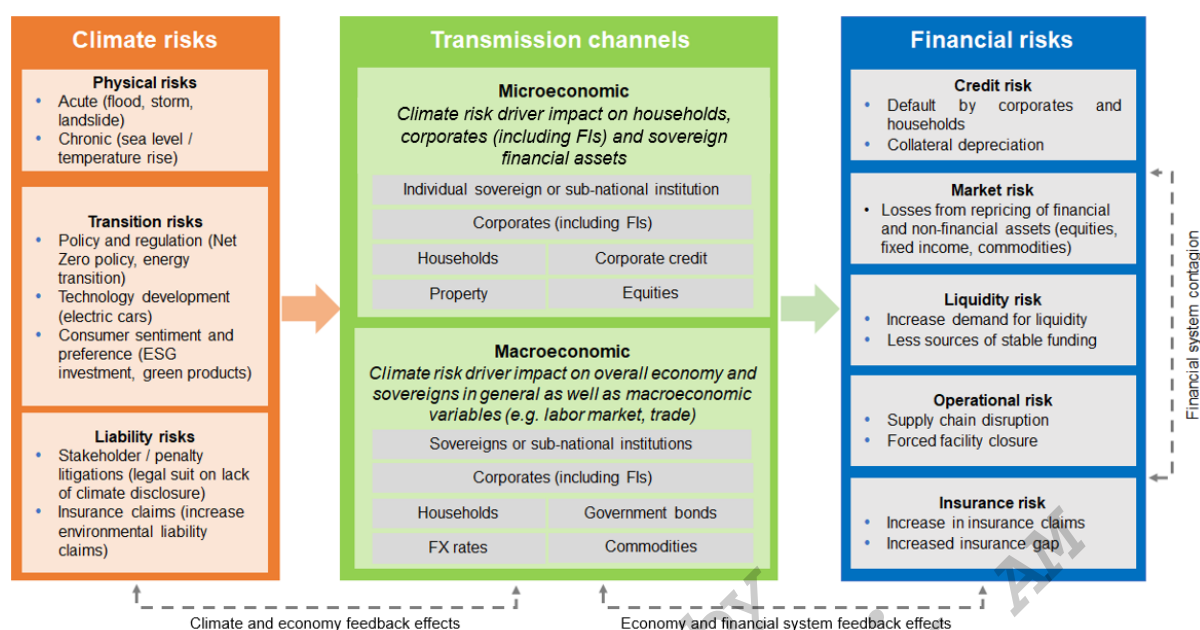 Climate risks
Physical risks
• Acute (flood, storm,
landslide)
• Chronic (sea level /
temperature rise)
Transition risks
• Policy and regulation (Net
Zero policy, energy
transition)
• Technology development
(electric cars)
• Consumer sentiment and
preference (ESG
investment, green products)
Liability risks
• Stakeholder / penalty
litigations (legal suit on lack
of climate disclosure)
• Insurance claims (increase
environmental liability
claims)
Transmission channels
Microeconomic
Climate risk driver impact on households,
corporates (including FIs) and sovereign
financial assets
Individual sovereign or sub-national institution
Corporates (including FIs)
Households
Corporate credit
Property
Equities
Macroeconomic
Climate risk driver impact on overall economy and
sovereigns in general as well as macroeconomic
variables (e.g. labor market, trade)
Sovereigns or sub-national institutions
Corporates (including FIs)
Households
Government bonds
FX rates
Commodities
Financial risks
Credit risk
• Default by corporates and
households
• Collateral depreciation
Market risk
• Losses from repricing of financial
and non-financial assets (equities,
fixed income, commodities)
Liquidity risk
• Increase demand for liquidity
• Less sources of stable funding
Operational risk
• Supply chain disruption
• Forced facility closure
Insurance risk
• Increase in insurance claims
• Increased insurance gap
Financial system contagion
Climate and economy feedback effects
Economy and financial system feedback effects
by
AM